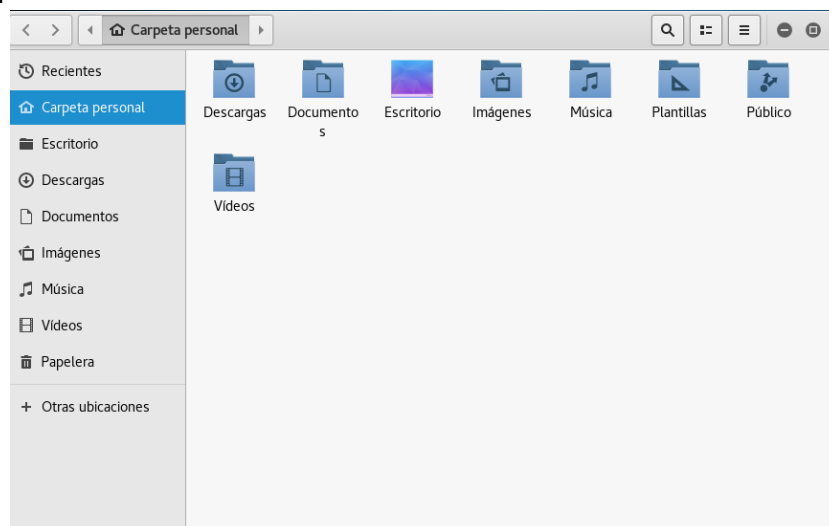 Carpeta personal
Recientes
Carpeta personal
Escritorio
Descargas
Documentos
Imágenes
Música
Vídeos
Papelera
+ Otras ubicaciones
Descargas
Documento
s
Escritorio
Imágenes
Música
Plantillas
Público
Vídeos